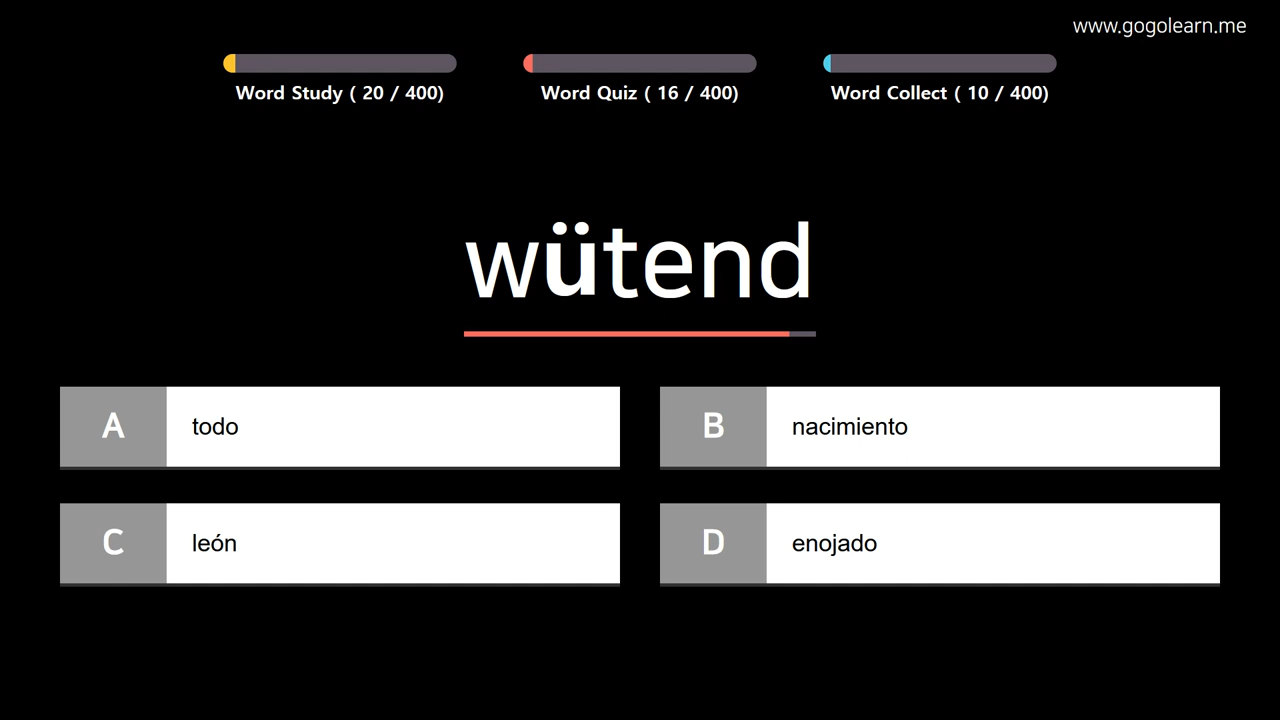 www.gogolearn.me
Word Study ( 20 / 400)
Word Quiz ( 16 / 400)
Word Collect ( 10 / 400)
wütend
A todo
B nacimiento
C león
D enojado